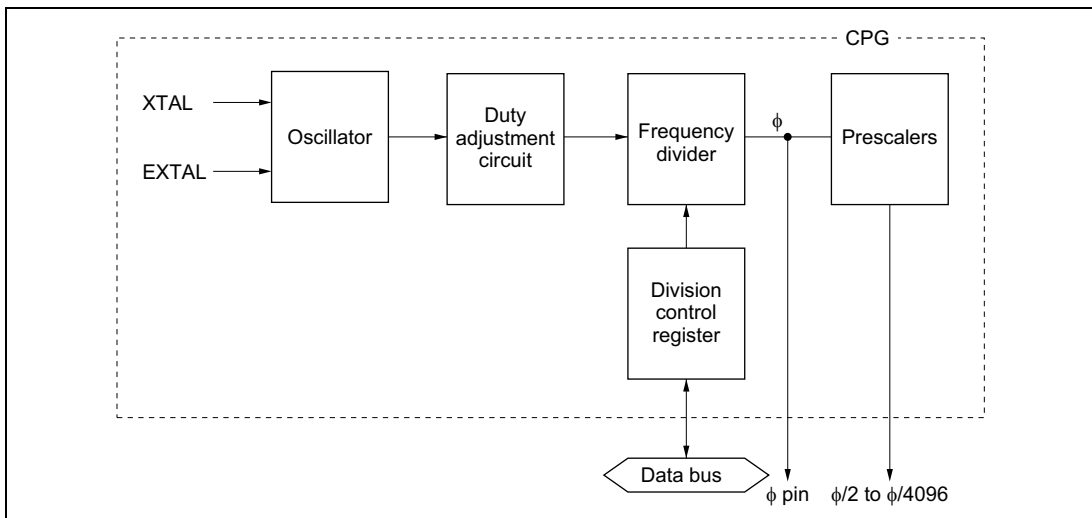 CPG
XTAL
EXTAL
Oscillator
Duty
adjustment
circuit
Frequency
divider
ϕ
Prescalers
Division
control
register
Data bus
ϕ pin
ϕ/2 to ϕ/4096